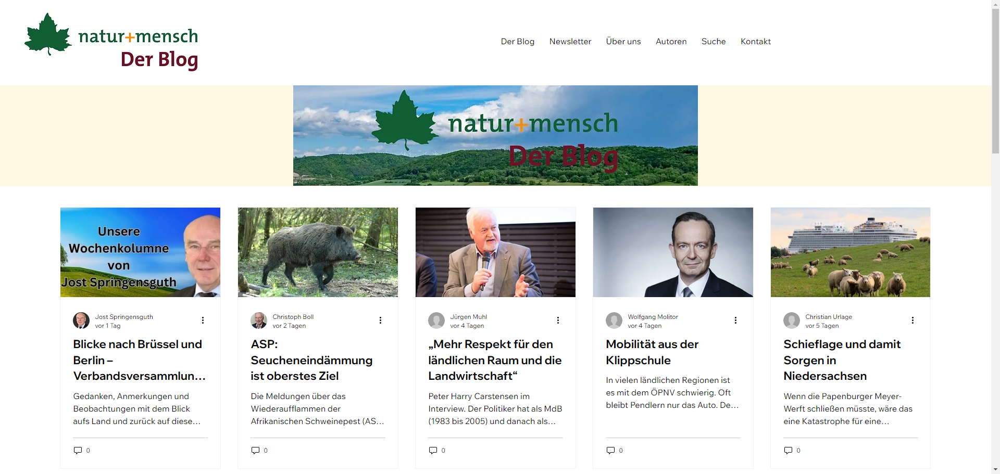 natur+mensch
Der Blog
Der Blog
Newsletter
Über uns
Autoren
Suche
Kontakt
natur+mensch
Der Blog
Unsere
Wochenkolumne
von
Jost Springensguth
Jost Springensguth
vor 1 Tag
Blicke nach Brüssel und
Berlin –
Verbandsversammlun...
Gedanken, Anmerkungen und
Beobachtungen mit dem Blick
aufs Land und zurück auf diese...
0
Christoph Boll
vor 2 Tagen
ASP:
Seucheneindämmung
ist oberstes Ziel
Die Meldungen über das
Wiederaufflammen der
Afrikanischen Schweinepest (AS...
0
Jürgen Muhl
vor 4 Tagen
„Mehr Respekt für den
ländlichen Raum und die
Landwirtschaft“
Peter Harry Carstensen im
Interview. Der Politiker hat als MdB
(1983 bis 2005) und danach als...
0
Wolfgang Molitor
vor 4 Tagen
Mobilität aus der
Klippschule
In vielen ländlichen Regionen ist
es mit dem ÖPNV schwierig. Oft
bleibt Pendlern nur das Auto. De...
0
Christian Urlage
vor 5 Tagen
Schieflage und damit
Sorgen in
Niedersachsen
Wenn die Papenburger Meyer-
Werft schließen müsste, wäre das
eine Katastrophe für eine...
0